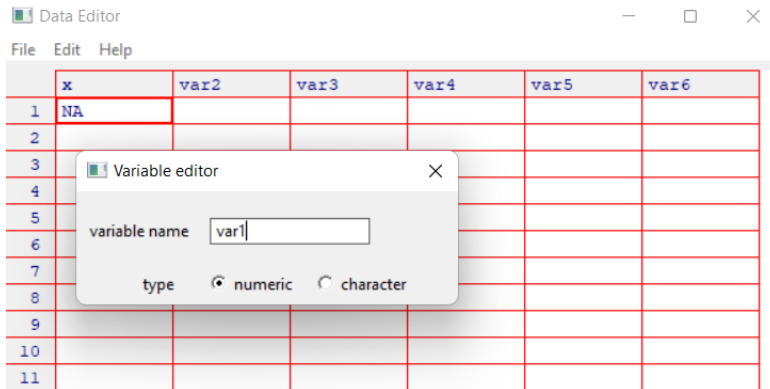 Data Editor
File Edit Help
x var2 var3 var4 var5 var6
1 NA
2
3
Variable editor
4
5
variable name var1
6
7
type numeric character
8
9
10
11